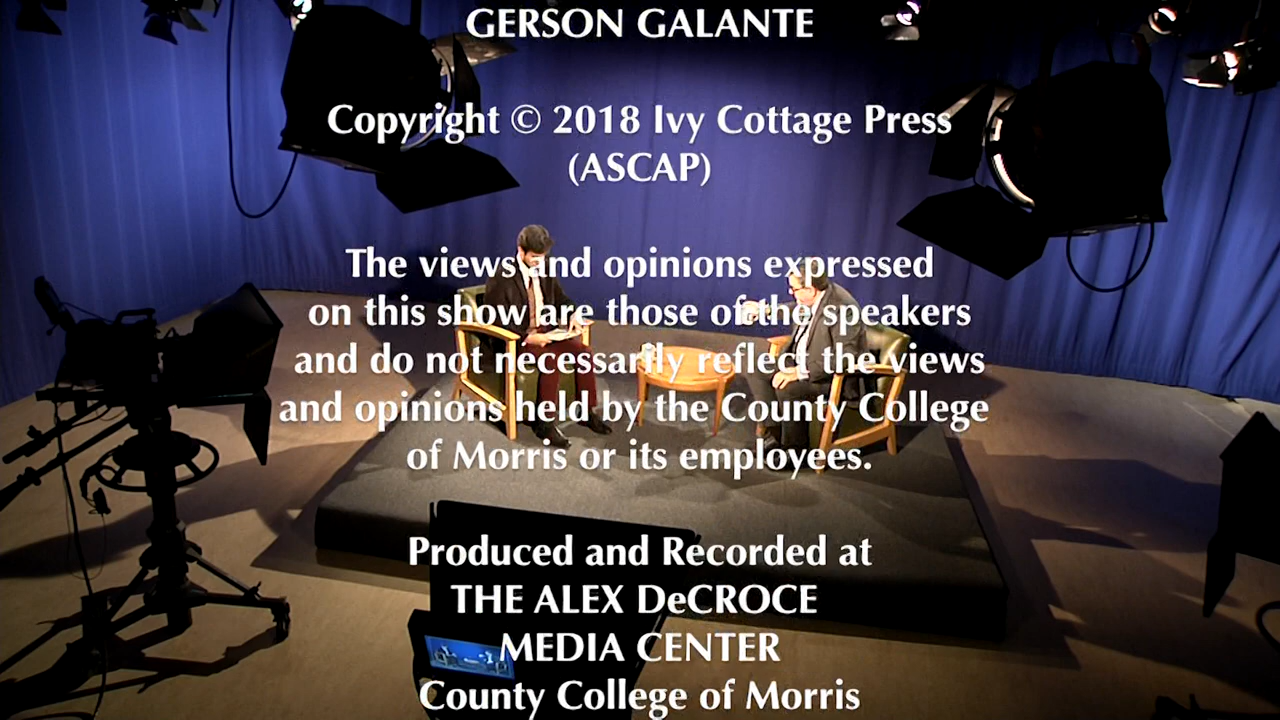 GERSON GALANTE
Copyright © 2018 Ivy Cottage Press
(ASCAP)
The views and opinions expressed
on this show are those of the speakers
and do not necessarily reflect the views
and opinions held by the County College
of Morris or its employees.
Produced and Recorded at
THE ALEX DeCROCE
MEDIA CENTER
County College of Morris